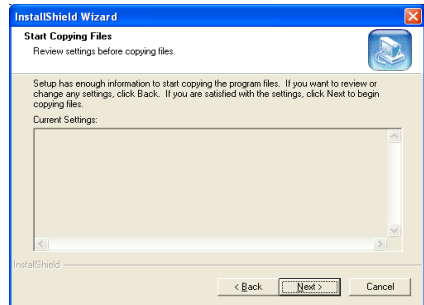 InstallShield Wizard
Start Copying Files
Review settings before copying files.
Setup has enough information to start copying the program files. If you want to review or
change any settings, click Back. If you are satisfied with the settings, click Next to begin
copying files.
Current Settings:
InstallShield
< Back
Next >
Cancel